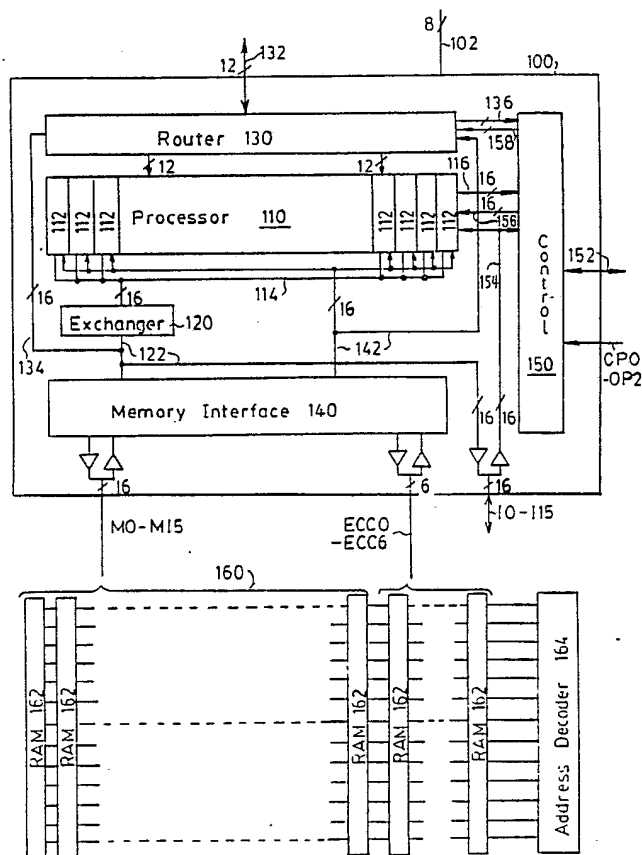 8
102
12
132
100
Router 130
136
158
12
12
116
16
16
112
112
112
Processor 110
112
112
112
112
156
154
Control
150
152
CPO
-OP2
16
114
16
16
Exchanger
120
134
122
142
Memory Interface 140
16
16
16
6
16
M0-M15
ECC0
-ECC6
I0-I15
160
RAM 162
RAM 162
RAM 162
RAM 162
RAM 162
Address Decoder 164